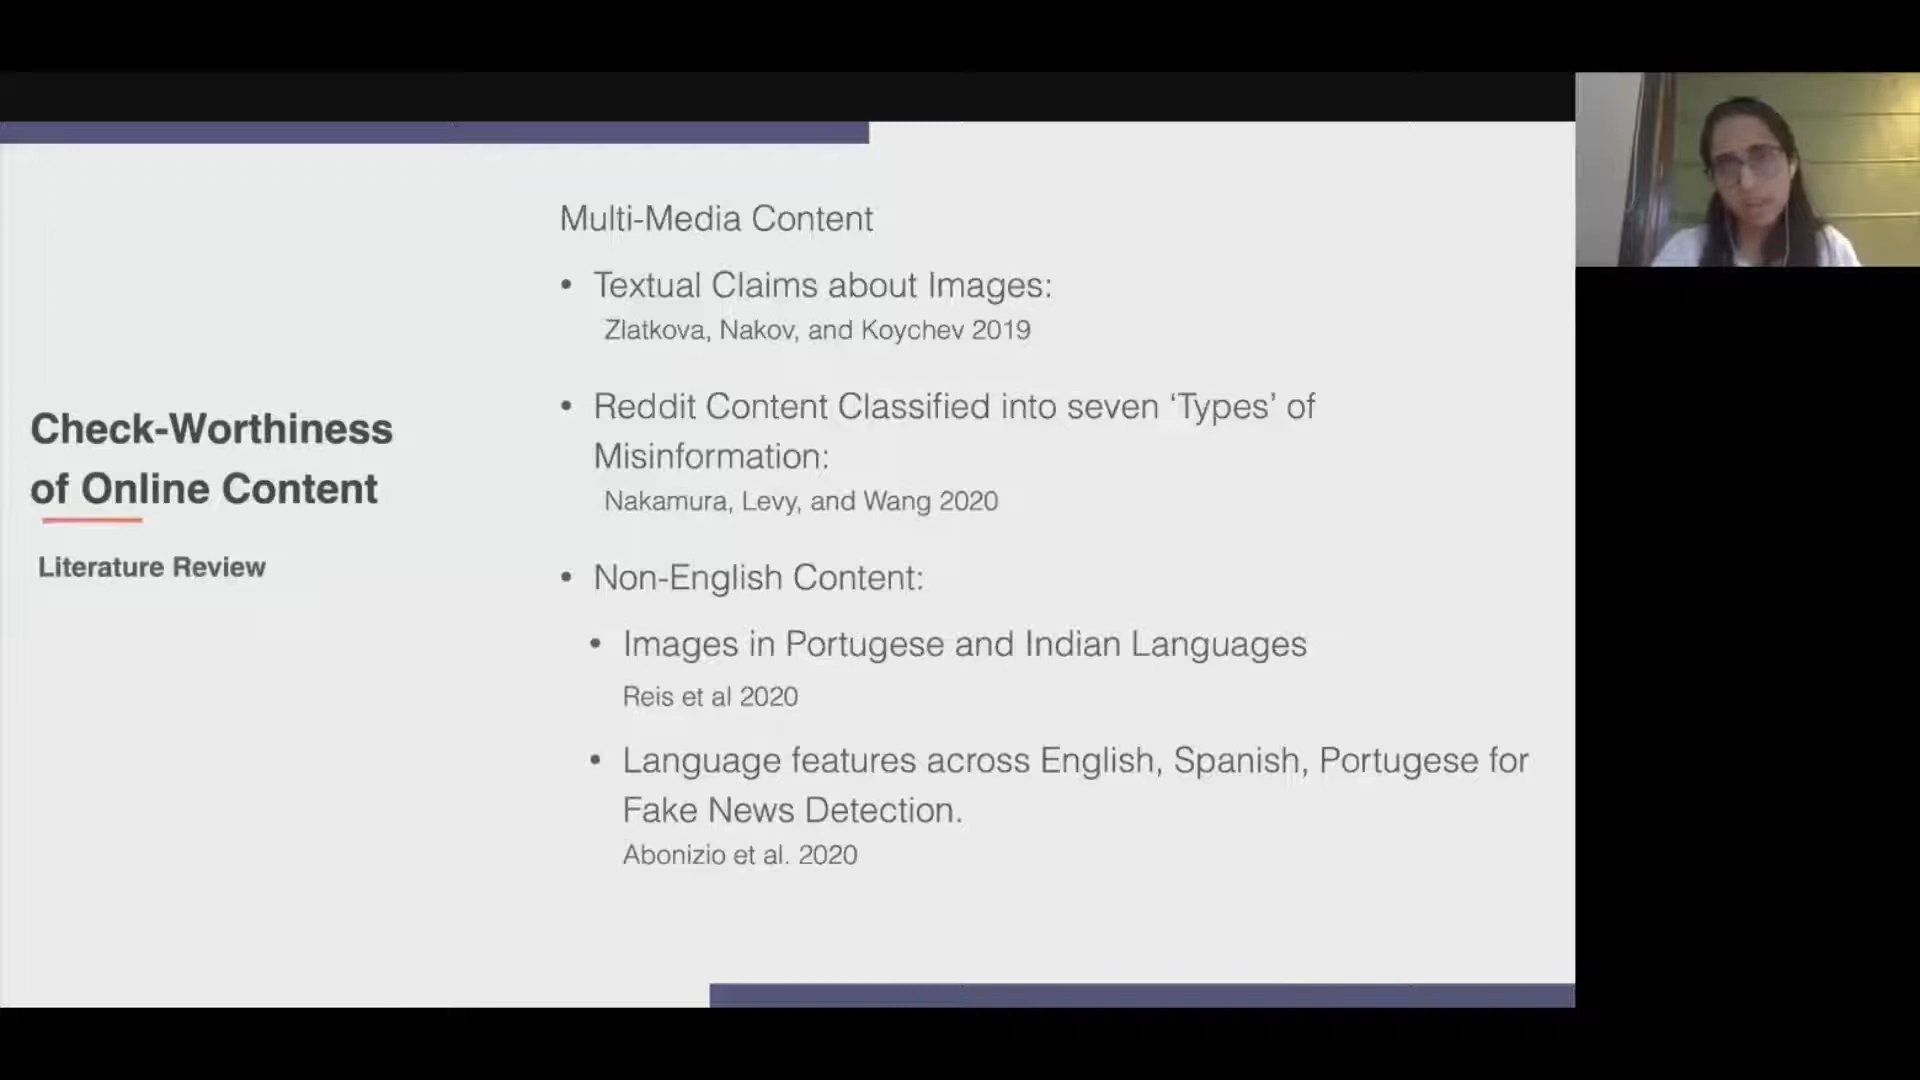 Check-Worthiness
of Online Content
Literature Review
Multi-Media Content
• Textual Claims about Images:
Zlatkova, Nakov, and Koychev 2019
• Reddit Content Classified into seven ‘Types’ of
Misinformation:
Nakamura, Levy, and Wang 2020
• Non-English Content:
• Images in Portugese and Indian Languages
Reis et al 2020
• Language features across English, Spanish, Portugese for
Fake News Detection.
Abonizio et al. 2020